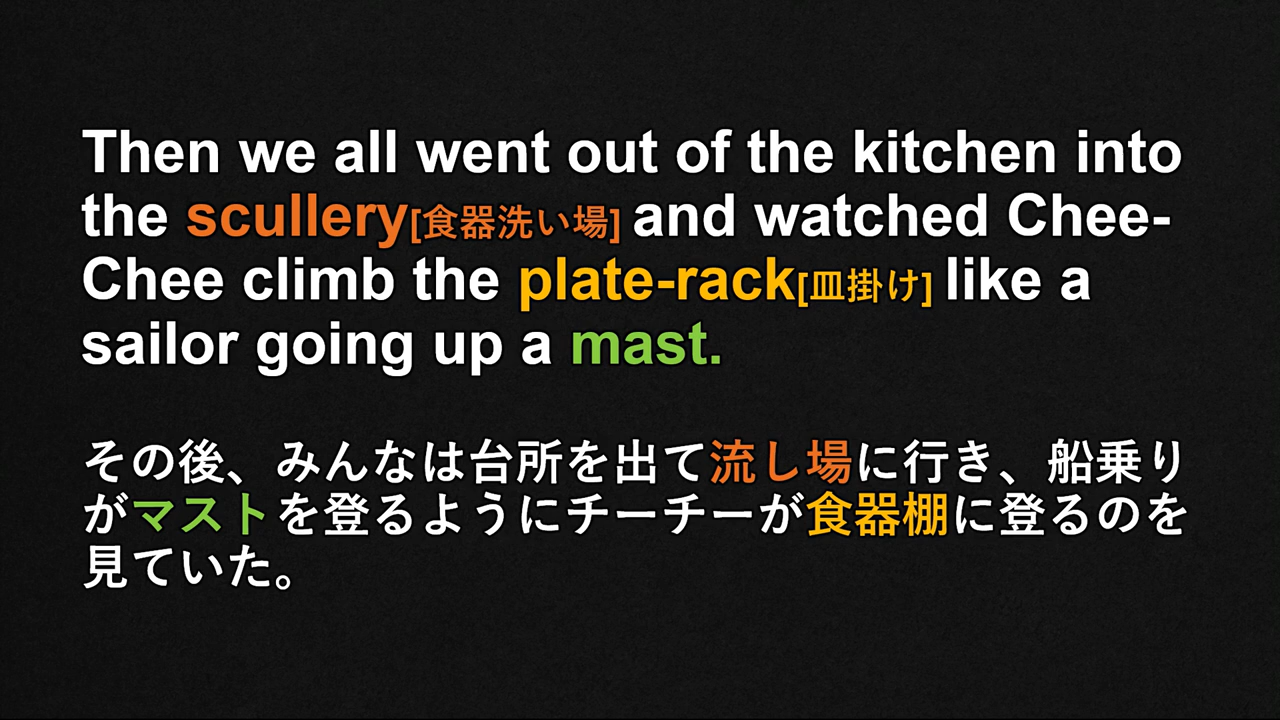 Then we all went out of the kitchen into
the scullery[食器洗い場] and watched Chee-
Chee climb the plate-rack[皿掛け] like a
sailor going up a mast.
その後、みんなは台所を出て流し場に行き、船乗り
がマストを登るようにチーチーが食器棚に登るのを
見ていた。